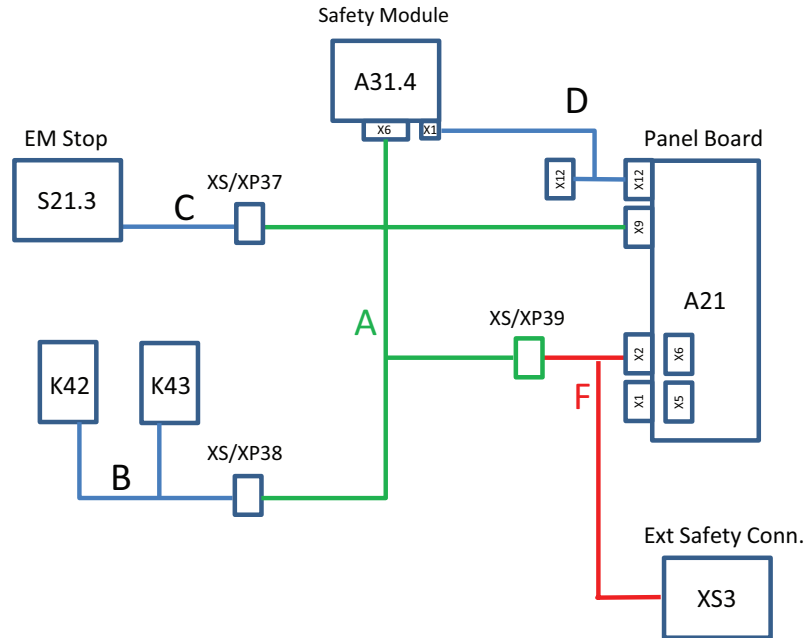 Safety Module
A31.4
X6
X1
D
EM Stop
S21.3
C
XS/XP37
Panel Board
X12
X12
X9
A21
A
XS/XP39
X2
X6
F
X1
X5
K42
K43
B
XS/XP38
Ext Safety Conn.
XS3